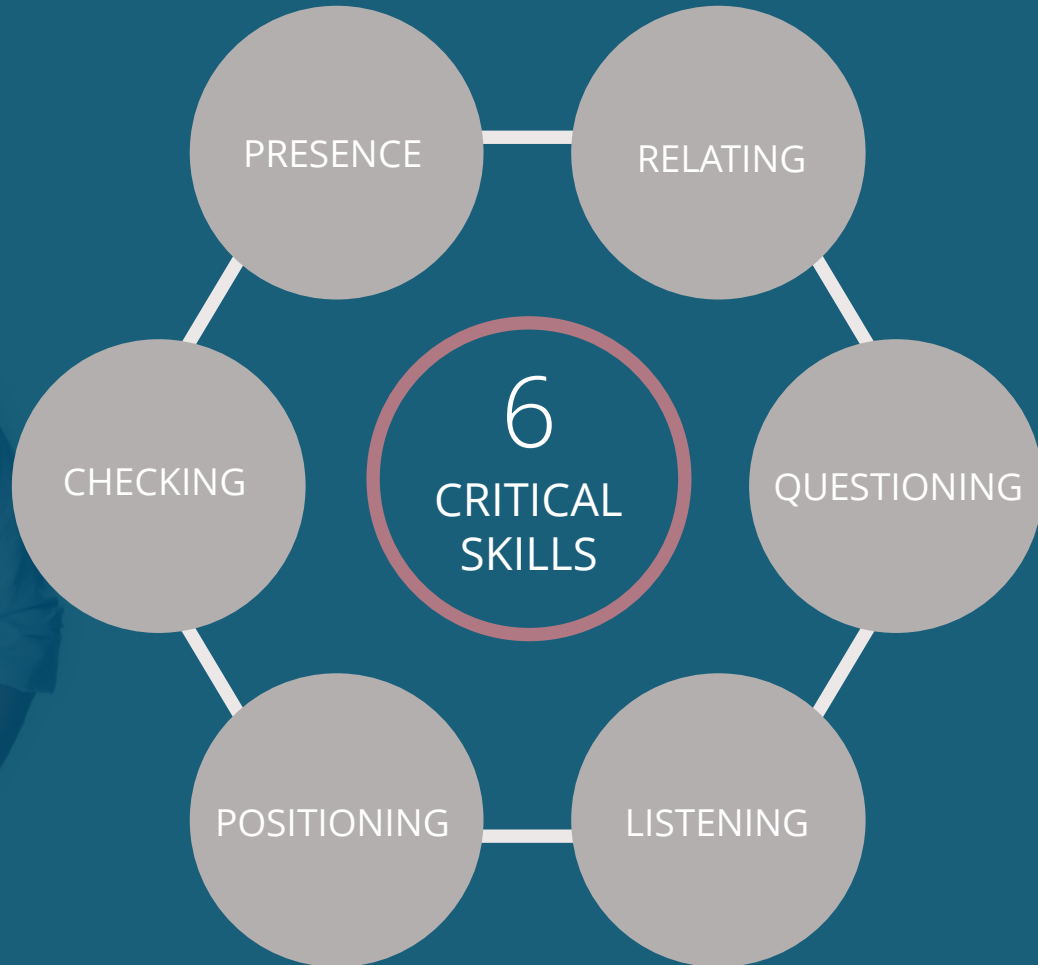 PRESENCE
RELATING
CHECKING
6
CRITICAL
SKILLS
QUESTIONING
POSITIONING
LISTENING